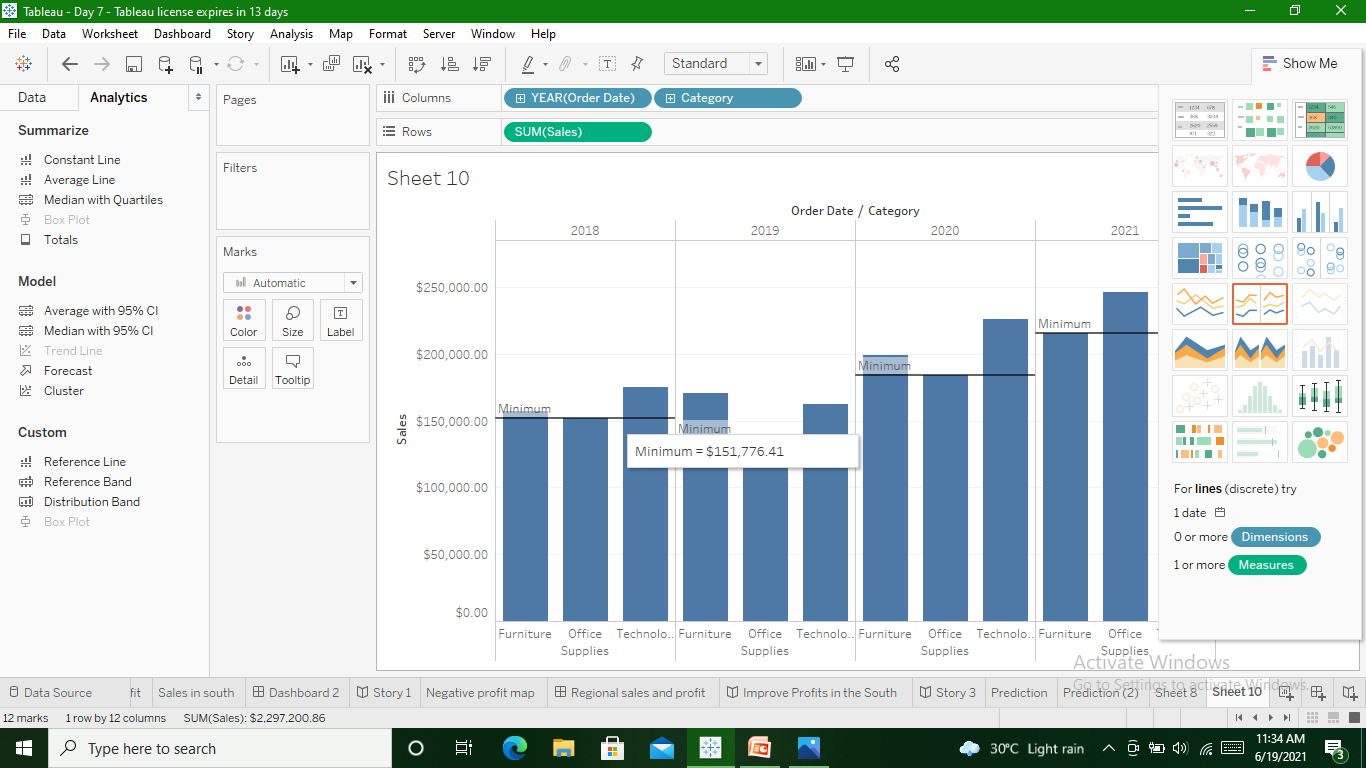 Tableau - Day 7 - Tableau license expires in 13 days
File Data Worksheet Dashboard Story Analysis Map Format Server Window Help
Standard
Show Me
Data Analytics
Summarize
Constant Line
Average Line
Median with Quartiles
Box Plot
Totals
Model
Average with 95% CI
Median with 95% CI
Trend Line
Forecast
Cluster
Custom
Reference Line
Reference Band
Distribution Band
Box Plot
Pages
Filters
Marks
Automatic
Color Size Label
Detail Tooltip
Columns YEAR(Order Date) Category
Rows SUM(Sales)
Sheet 10
Order Date / Category
2018 2019 2020 2021
$250,000.00
$200,000.00
$150,000.00
$100,000.00
$50,000.00
$0.00
Sales
Minimum
Minimum
Minimum
Minimum
Minimum = $151,776.41
Furniture Office Supplies Technolo.. Furniture Office Supplies Technolo.. Furniture Office Supplies Technolo.. Furniture Office Supplies
For lines (discrete) try
1 date
0 or more Dimensions
1 or more Measures
Activate Windows
Go to Settings to activate Windows.
Data Source fit Sales in south Dashboard 2 Story 1 Negative profit map Regional sales and profit Improve Profits in the South Story 3 Prediction Prediction (2) Sheet 8 Sheet 10
12 marks 1 row by 12 columns SUM(Sales): $2,297,200.86
Type here to search
30°C Light rain
11:34 AM
6/19/2021
3